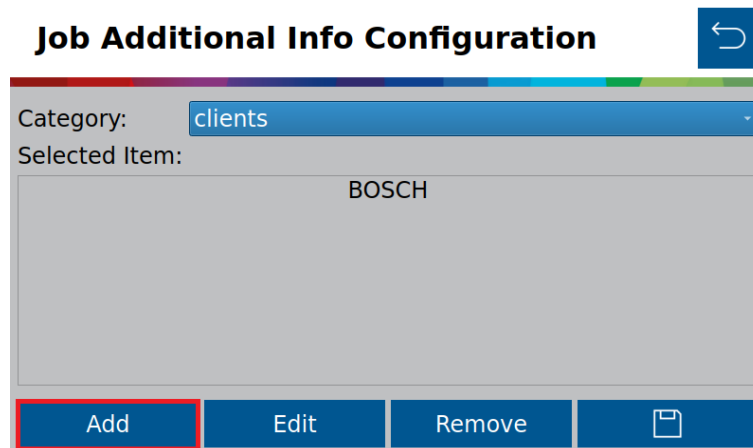 Job Additional Info Configuration
Category: clients
Selected Item:
BOSCH
Add Edit Remove